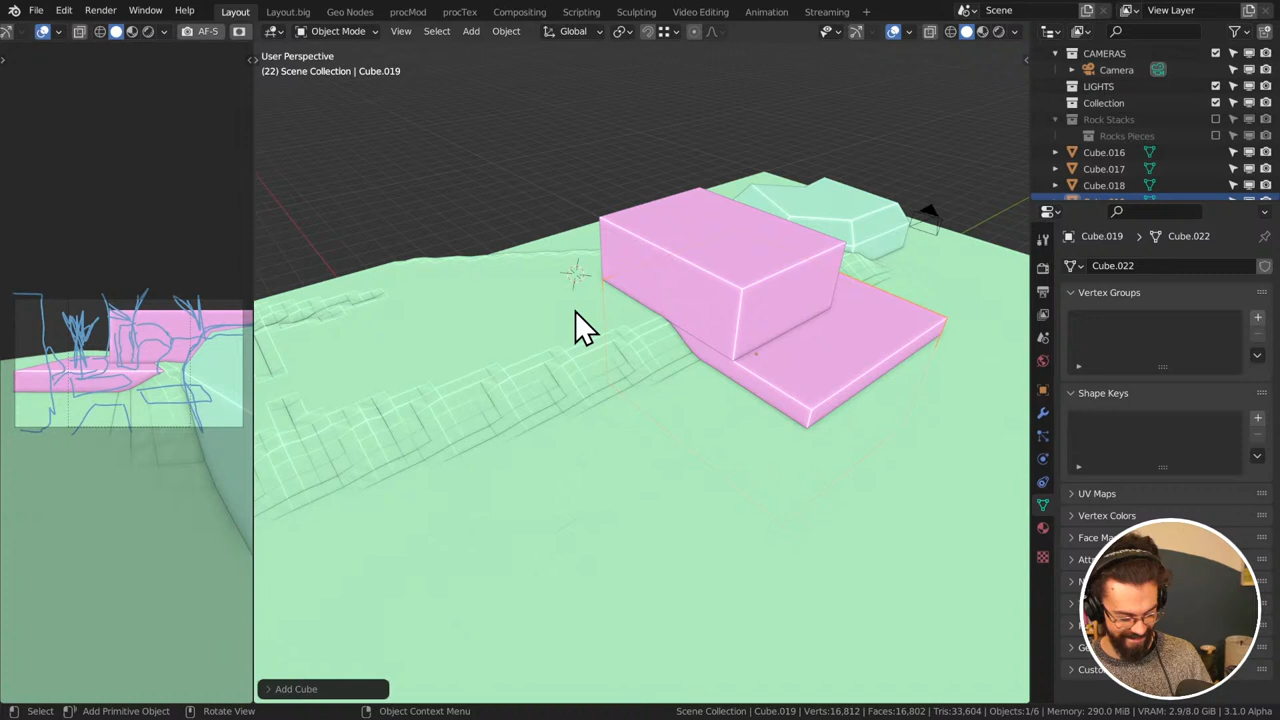 File Edit Render Window Help Layout Layout.big Geo Nodes procMod procTex Compositing Scripting Sculpting Video Editing Animation Streaming + Scene View Layer
AF-S Object Mode View Select Add Object Global
User Perspective
(22) Scene Collection | Cube.019
CAMERAS
Camera
LIGHTS
Collection
Rock Stacks
Rocks Pieces
Cube.016
Cube.017
Cube.018
Cube.019 Cube.022
Cube.022
Vertex Groups
Shape Keys
UV Maps
Vertex Colors
Face Ma
Add Cube
Select Add Primitive Object Rotate View Object Context Menu Scene Collection | Cube.019 | Verts:16,812 | Faces:16,802 | Tris:33,604 | Objects:1/6 | Memory: 290.0 MiB | VRAM: 2.9/8.0 GiB | 3.1.0 Alpha